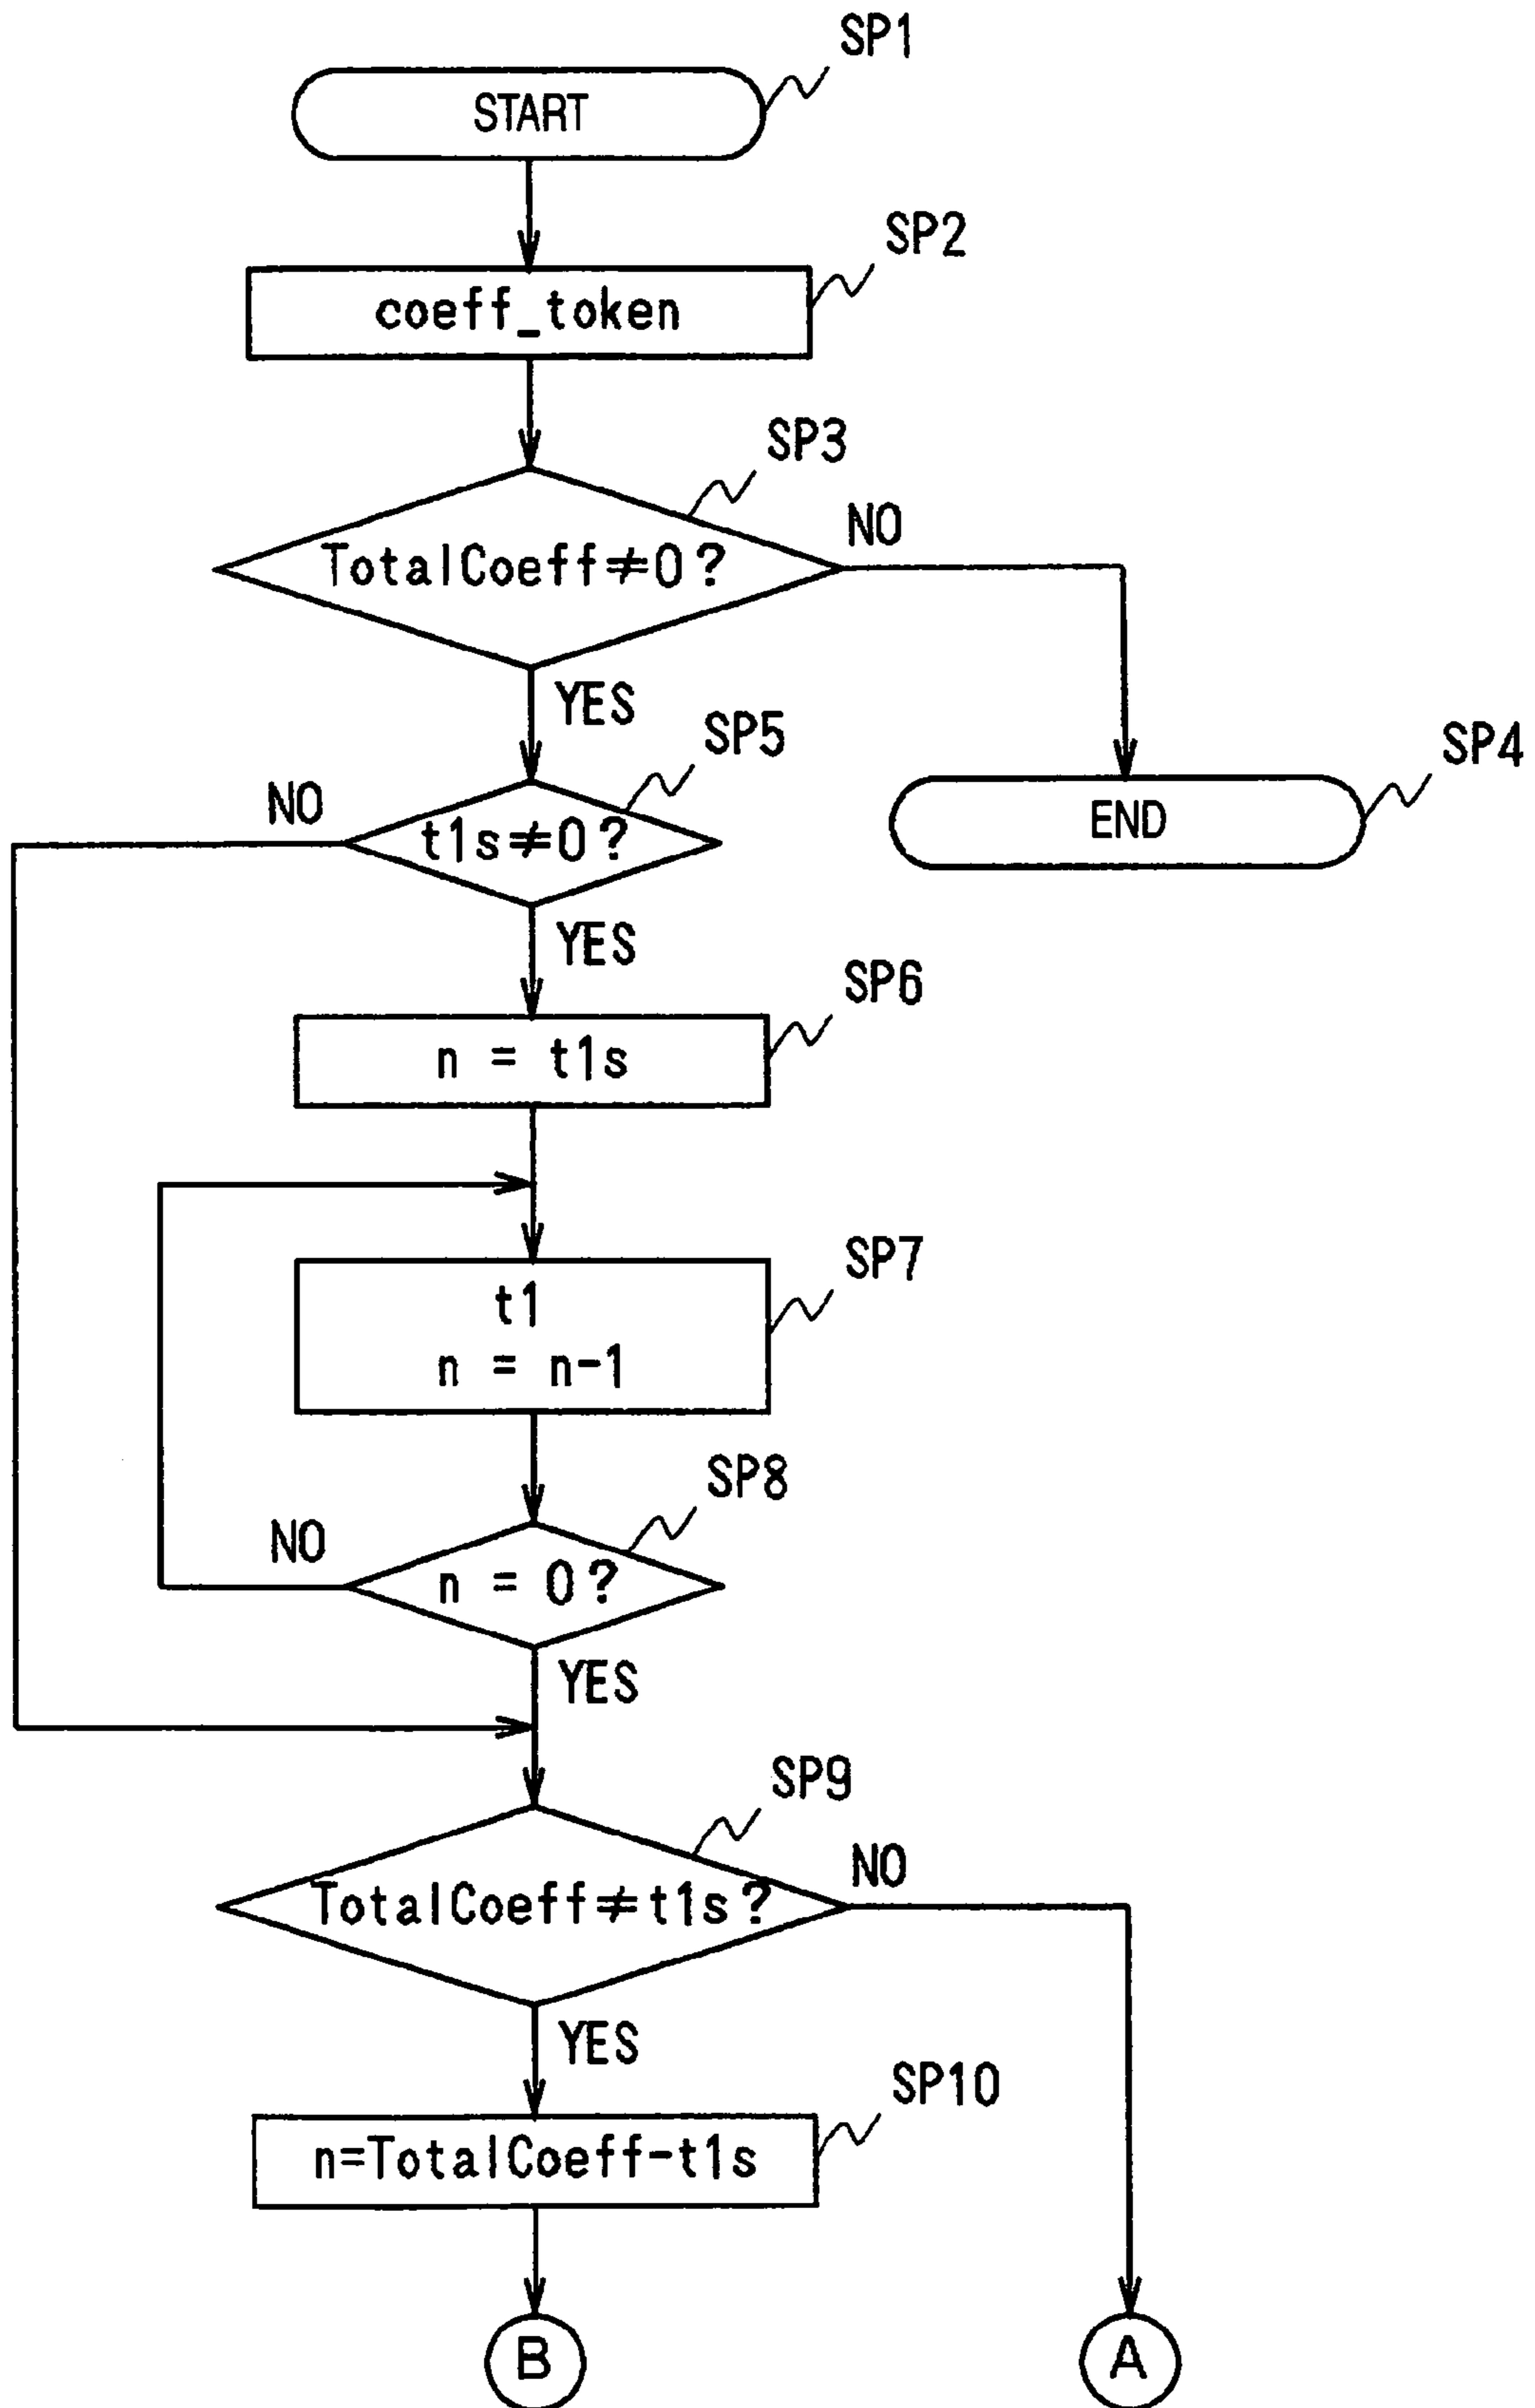 SP1
START
SP2
coeff_token
SP3
TotalCoeff≠0?
NO
YES
SP5
SP4
NO
t1s≠0?
END
YES
SP6
n = t1s
SP7
t1
n = n-1
SP8
NO
n = 0?
YES
SP9
NO
TotalCoeff≠t1s?
YES
SP10
n=TotalCoeff-t1s
B
A